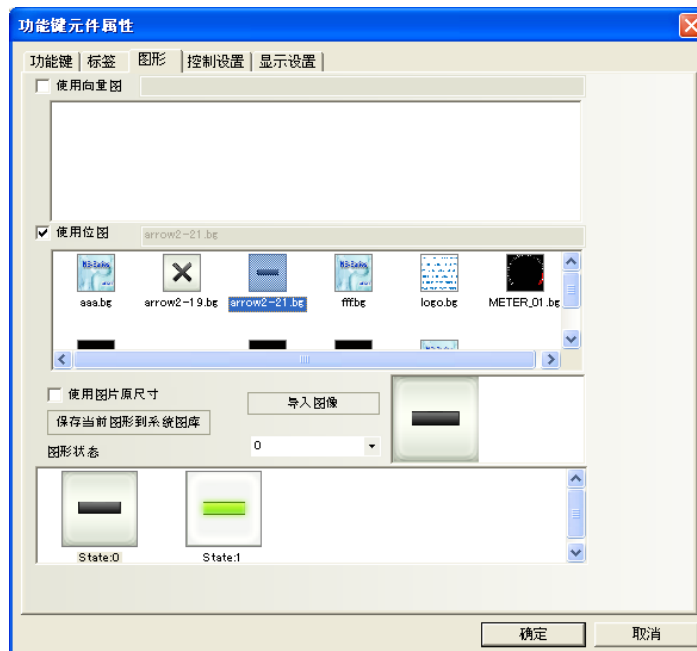 功能键元件属性
功能键 标签 图形 控制设置 显示设置
使用向量图
使用位图 arrow2-21.bg
aaa.bg arrow2-19.bg arrow2-21.bg fffbg logo.bg METER_01.bg
使用图片原尺寸
导入图像
保存当前图形到系统图库
图形状态 0
State:0 State:1
确定 取消